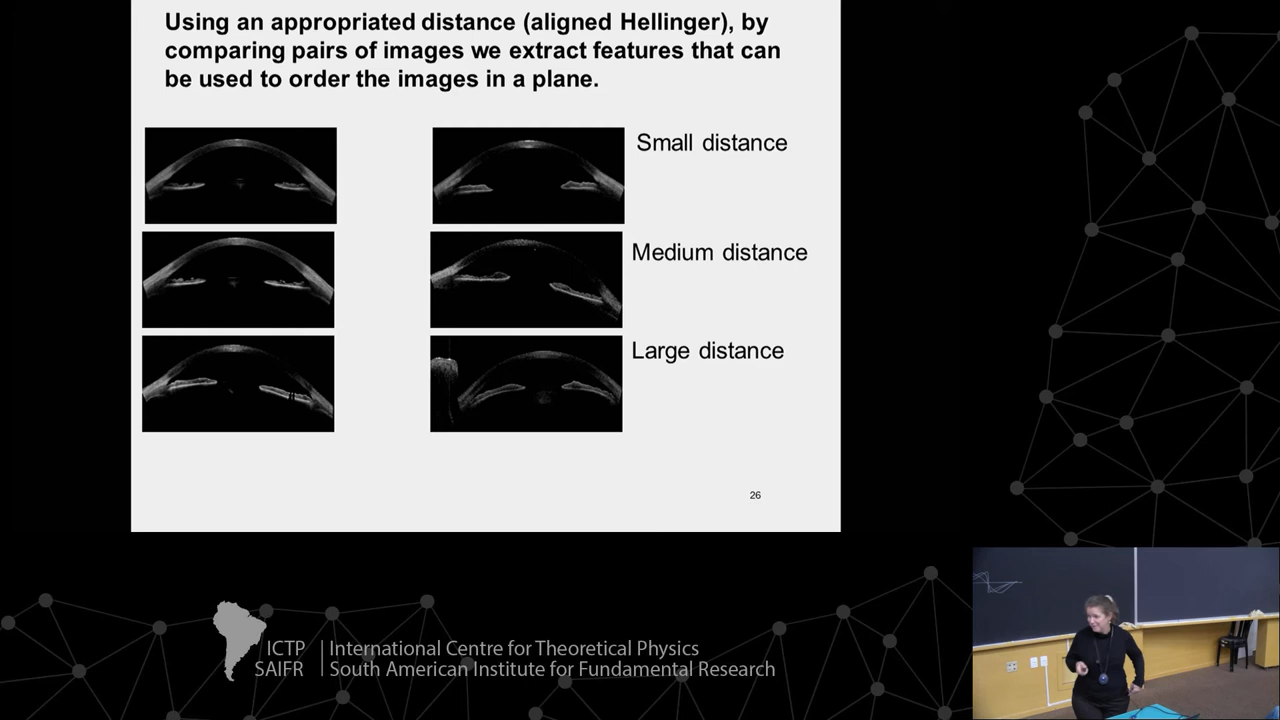 Using an appropriated distance (aligned Hellinger), by
comparing pairs of images we extract features that can
be used to order the images in a plane.
Small distance
Medium distance
Large distance
26
ICTP
SAIFR
International Centre for Theoretical Physics
South American Institute for Fundamental Research